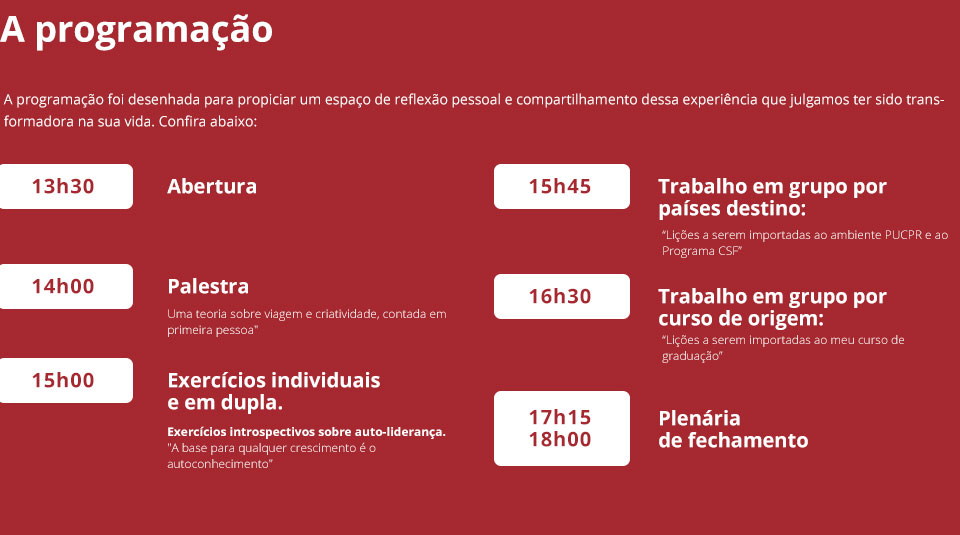 A programação
A programação foi desenhada para propiciar um espaço de reflexão pessoal e compartilhamento dessa experiência que julgamos ter sido trans-
formadora na sua vida. Confira abaixo:
13h30
Abertura
14h00
Palestra
Uma teoria sobre viagem e criatividade, contada em
primeira pessoa"
15h00
Exercícios individuais
e em dupla.
Exercícios introspectivos sobre auto-liderança.
"A base para qualquer crescimento é o
autoconhecimento”
15h45
Trabalho em grupo por
países destino:
“Lições a serem importadas ao ambiente PUCPR e ao
Programa CSF”
16h30
Trabalho em grupo por
curso de origem:
“Lições a serem importadas ao meu curso de
graduação”
17h15
18h00
Plenária
de fechamento